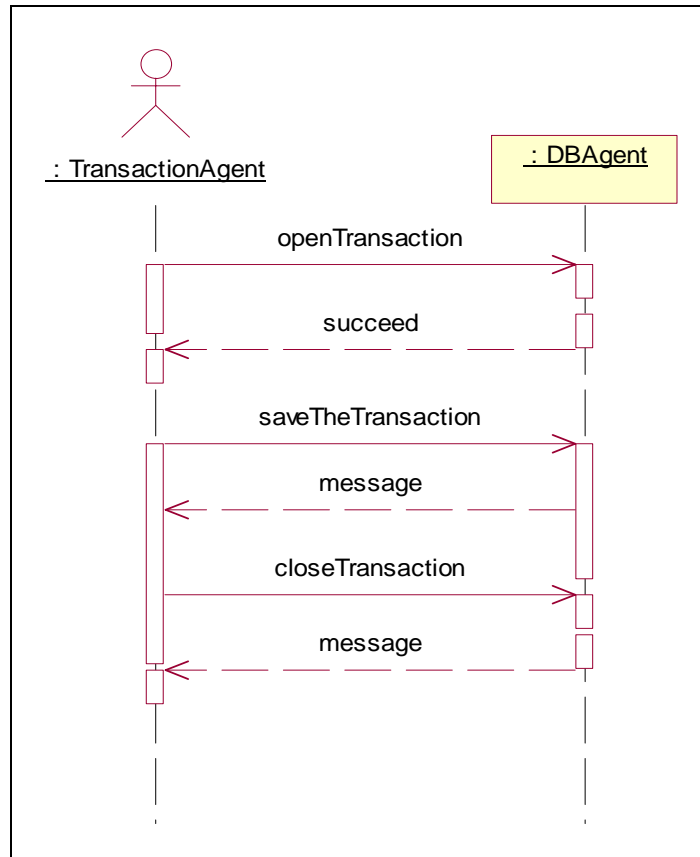 : TransactionAgent
: DBAgent
openTransaction
succeed
saveTheTransaction
message
closeTransaction
message